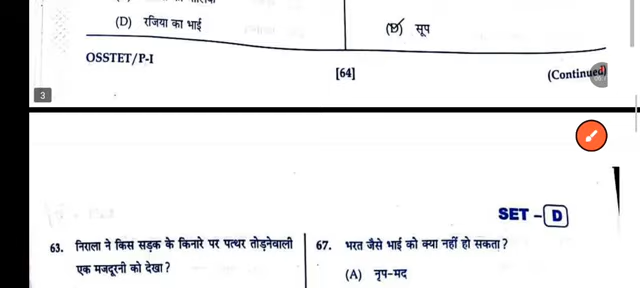 (D) रजिया का भाई
(D) सूप
OSSTET/P-I
[64]
(Continued)
3
SET – D
63. निराला ने किस सड़क के किनारे पर पत्थर तोड़नेवाली
एक मजदूरनी को देखा?
67. भरत जैसे भाई को क्या नहीं हो सकता?
(A) नृप-मद